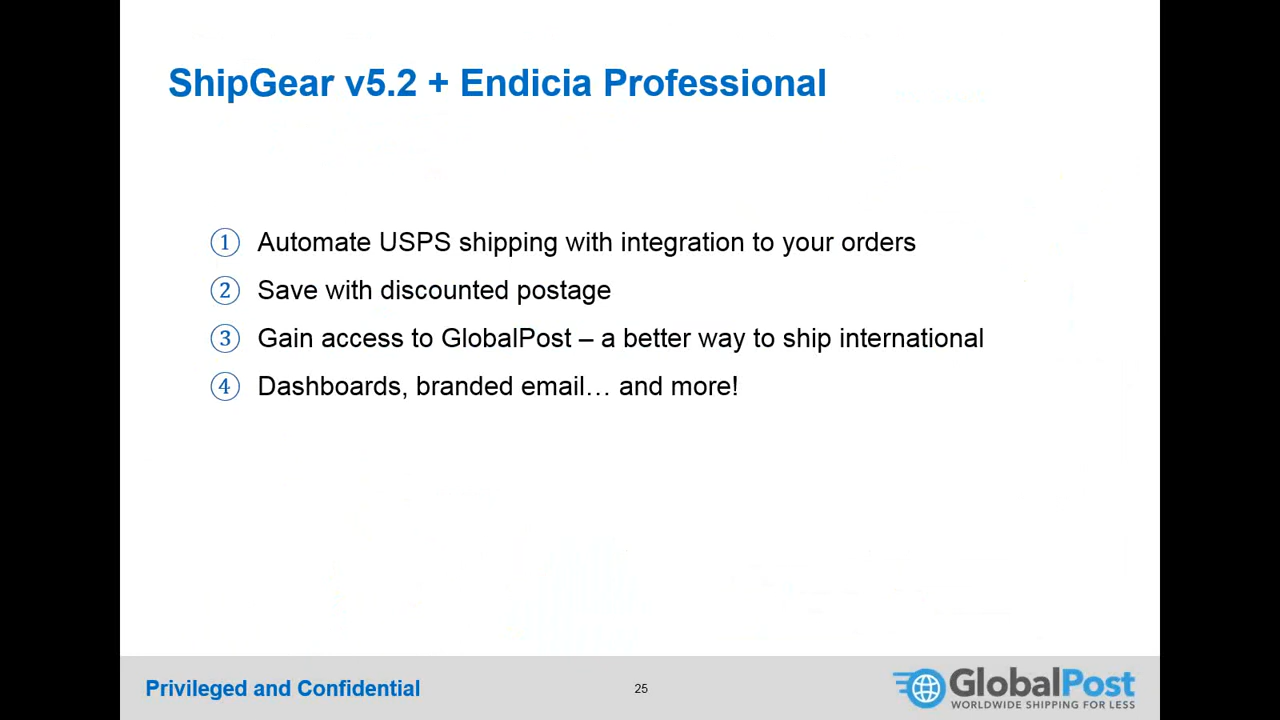 ShipGear v5.2 + Endicia Professional
① Automate USPS shipping with integration to your orders
② Save with discounted postage
③ Gain access to GlobalPost – a better way to ship international
④ Dashboards, branded email… and more!
Privileged and Confidential
25
GlobalPost
WORLDWIDE SHIPPING FOR LESS